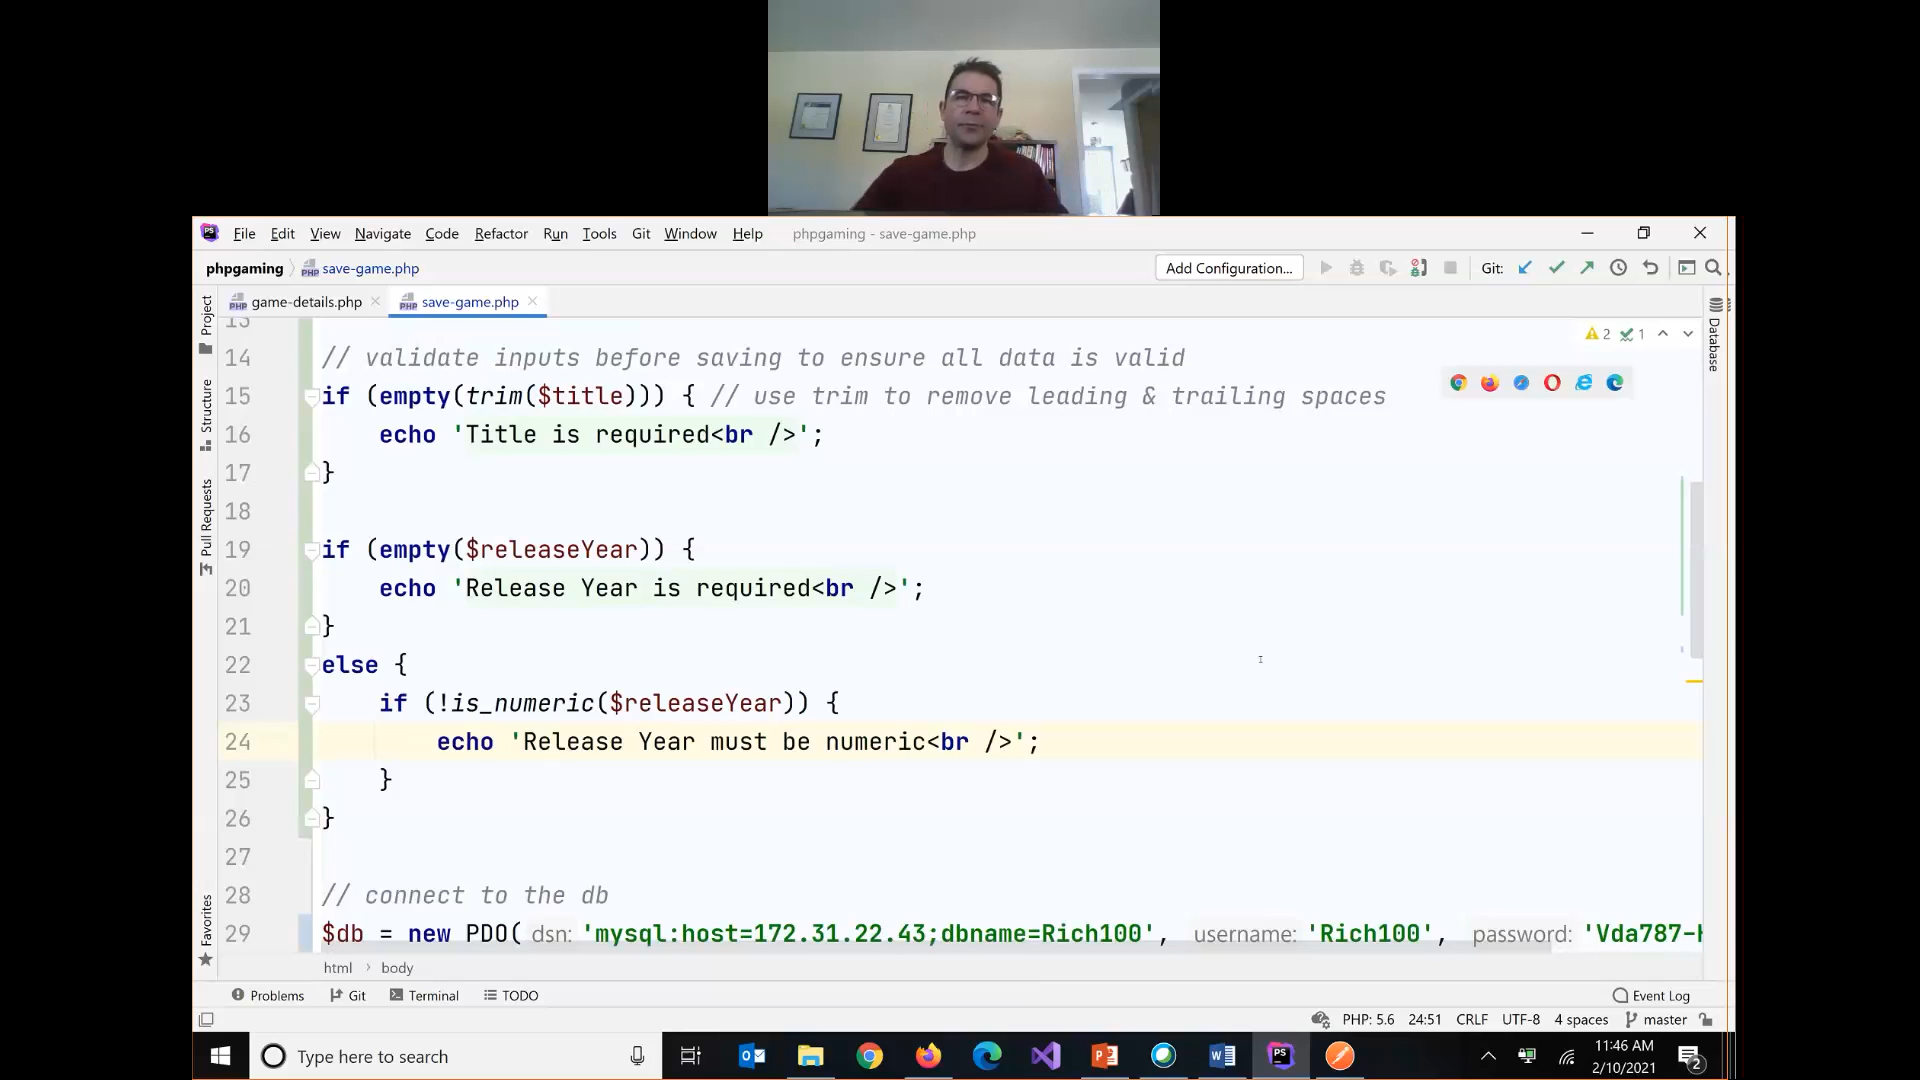 File Edit View Navigate Code Refactor Run Tools Git Window Help phpgaming - save-game.php
phpgaming save-game.php Add Configuration... Git:
game-details.php save-game.php
Project
Structure
Pull Requests
Favorites
Database
2 1
13
14 // validate inputs before saving to ensure all data is valid
15 if (empty(trim($title))) { // use trim to remove leading & trailing spaces
16 echo 'Title is required<br />';
17 }
18
19 if (empty($releaseYear)) {
20 echo 'Release Year is required<br />';
21 }
22 else {
23 if (!is_numeric($releaseYear)) {
24 echo 'Release Year must be numeric<br />';
25 }
26 }
27
28 // connect to the db
29 $db = new PDO( dsn: 'mysql:host=172.31.22.43;dbname=Rich100', username: 'Rich100', password: 'Vda787-
html body
Problems Git Terminal TODO Event Log
PHP: 5.6 24:51 CRLF UTF-8 4 spaces master
Type here to search
11:46 AM
2/10/2021
2